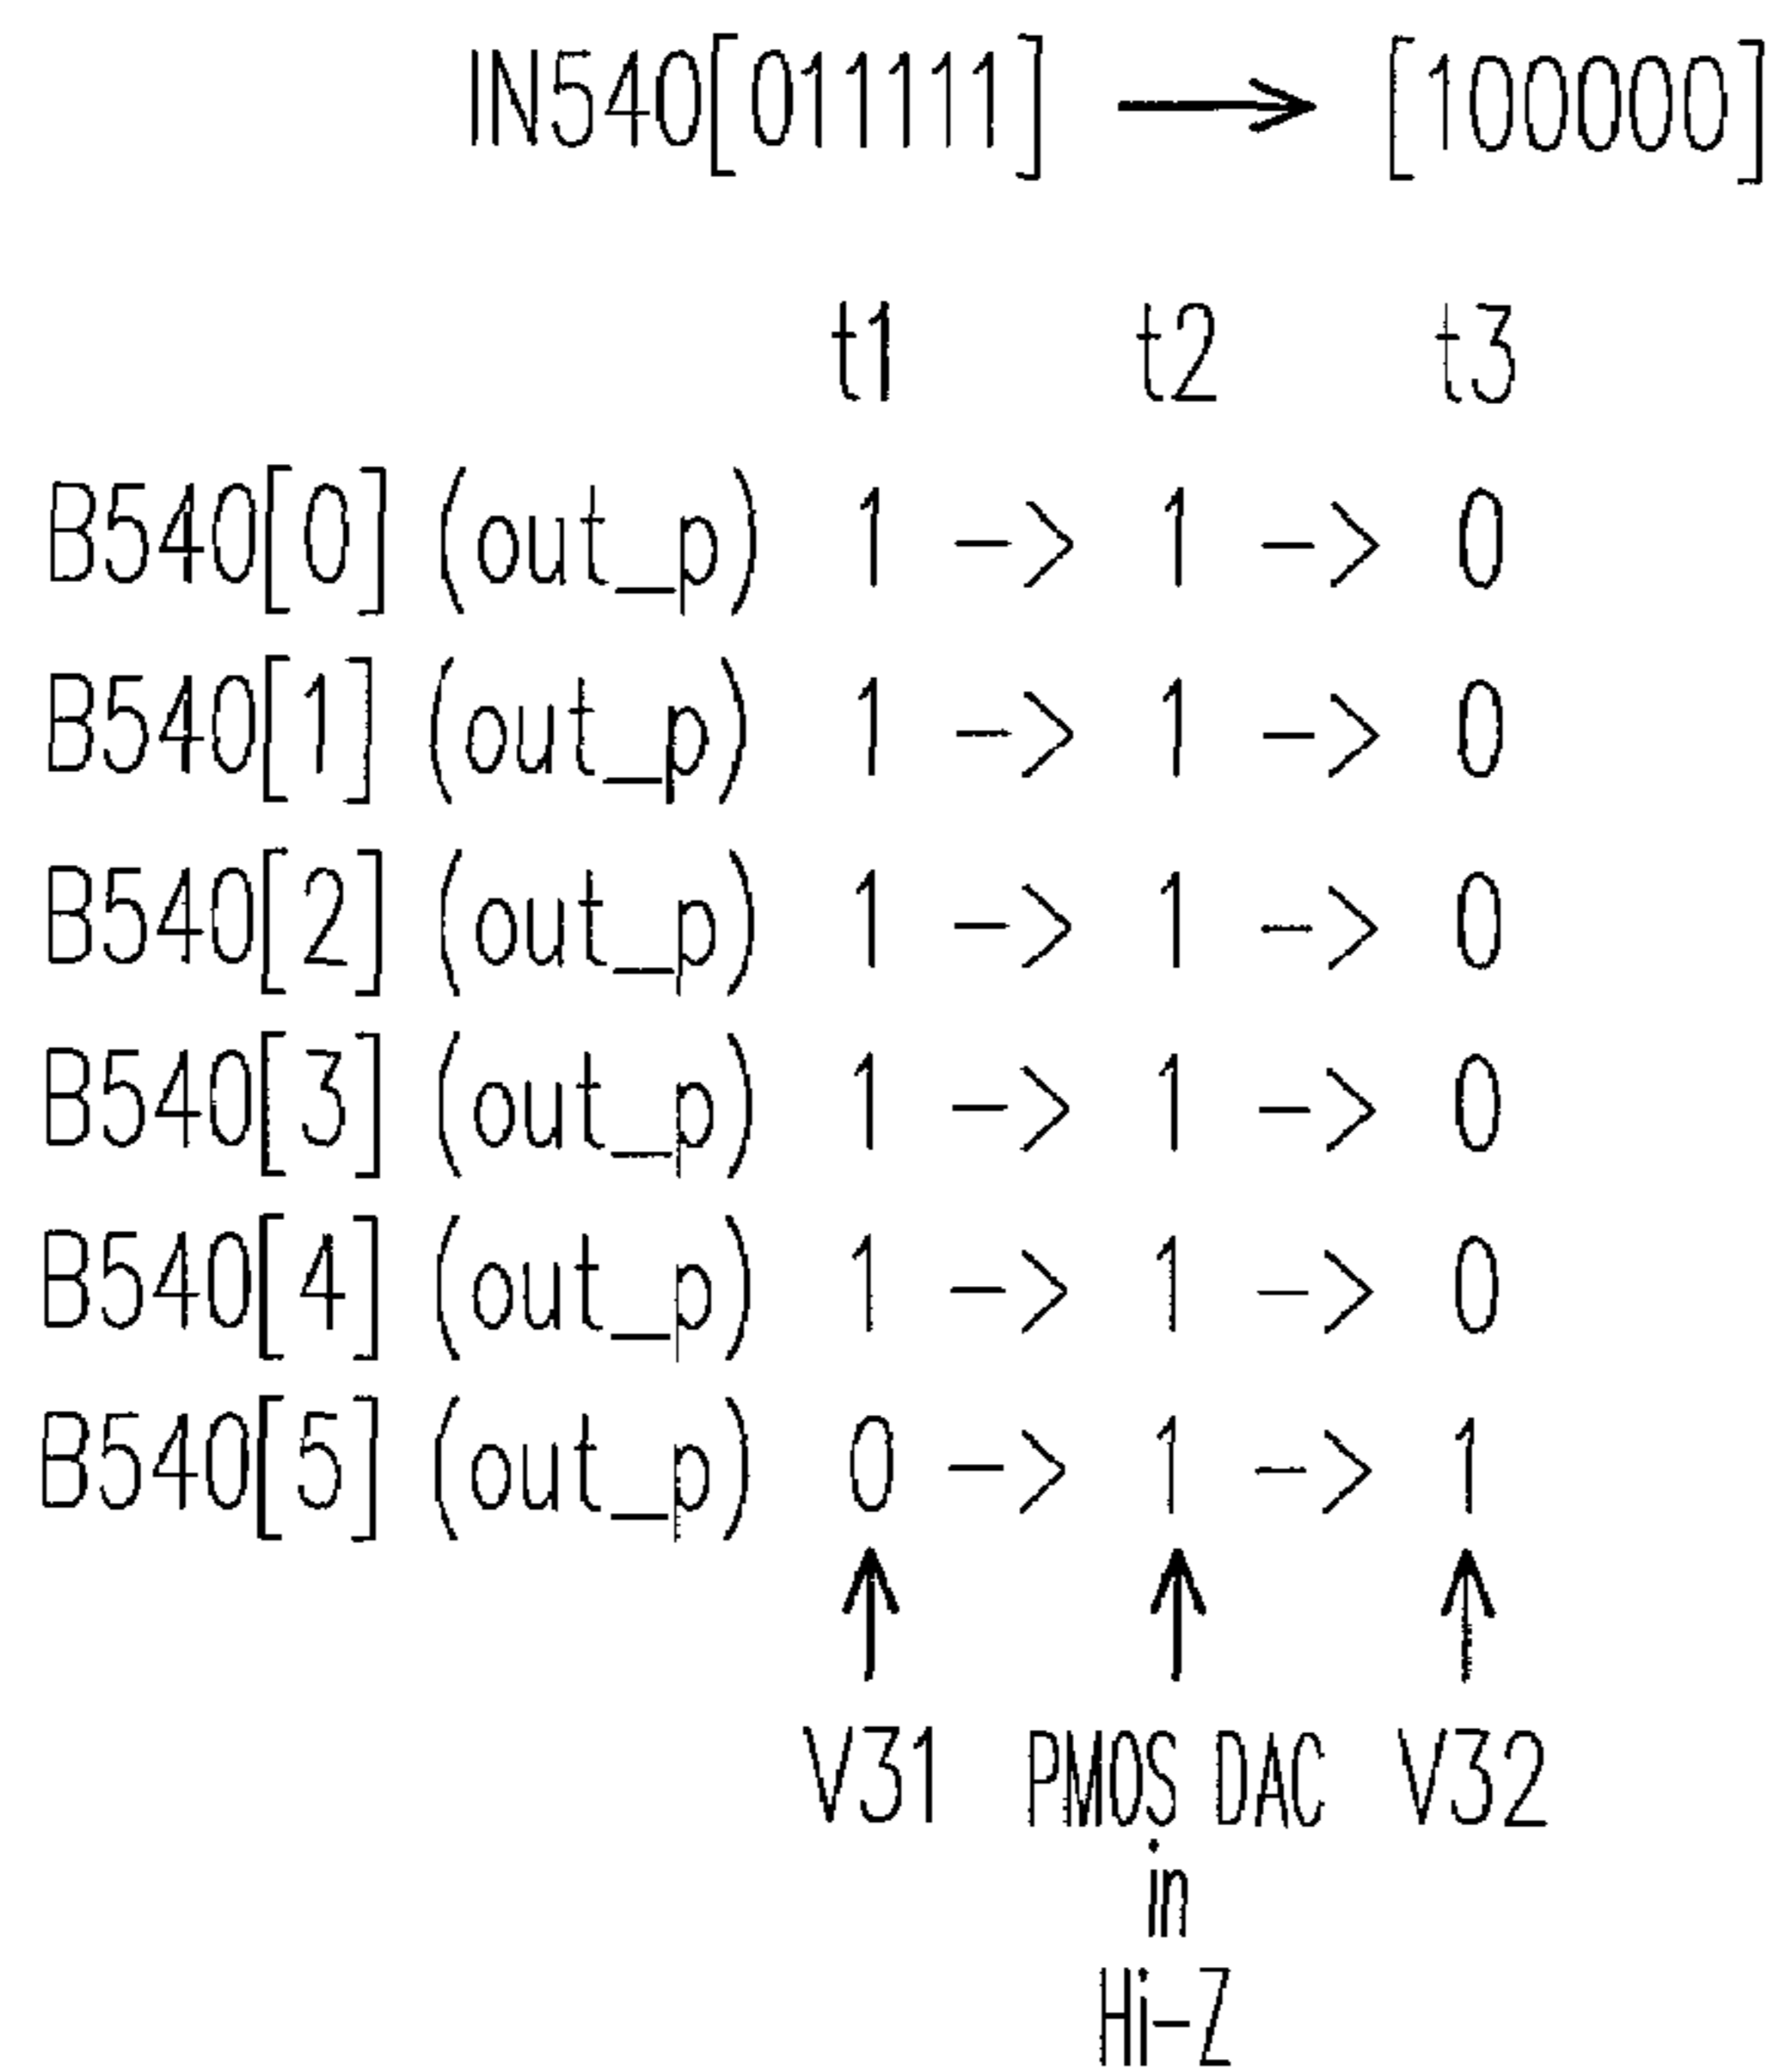 IN540[011111] → [100000]
t1 t2 t3
B540[0] (out_p) 1 -> 1 -> 0
B540[1] (out_p) 1 -> 1 -> 0
B540[2] (out_p) 1 -> 1 -> 0
B540[3] (out_p) 1 -> 1 -> 0
B540[4] (out_p) 1 -> 1 -> 0
B540[5] (out_p) 0 -> 1 -> 1
V31 PMOS DAC V32
in
Hi-Z